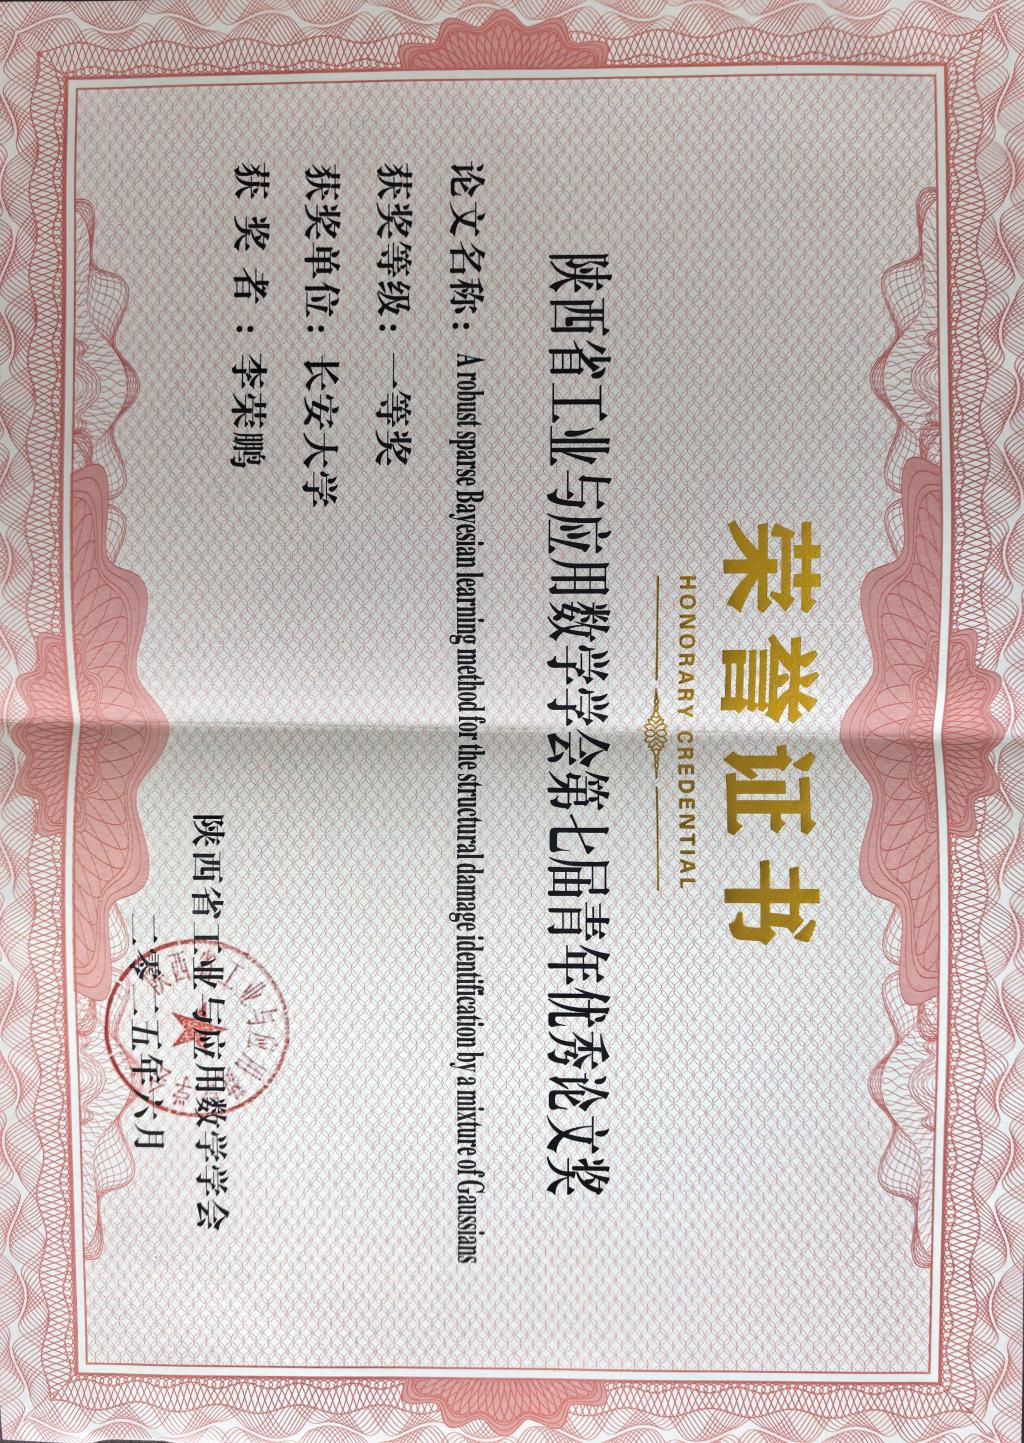 荣誉证书
HONORARY CREDENTIAL
陕西省工业与应用数学学会第七届青年优秀论文奖
论文名称：A robust sparse Bayesian learning method for the structural damage identification by a mixture of Gaussians
获奖等级：一等奖
获奖单位：长安大学
获 奖 者：李荣鹏
陕西省工业与应用数学学会
二零二五年六月